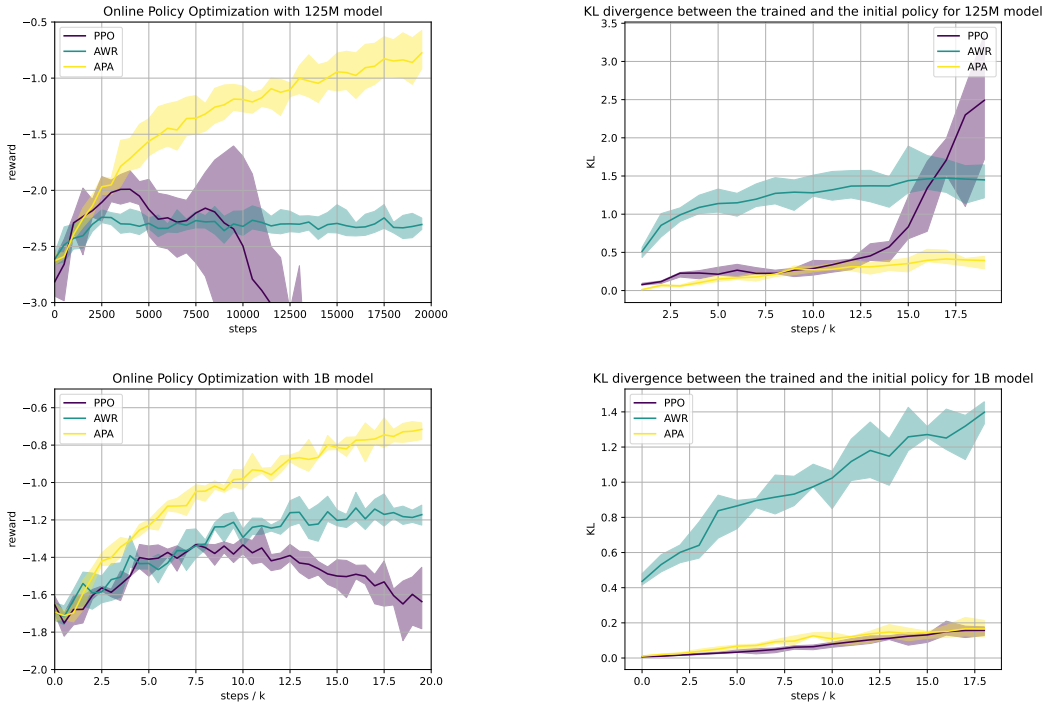 Online Policy Optimization with 125M model
PPO
AWR
APA
reward
−0.5
−1.0
−1.5
−2.0
−2.5
−3.0
0 2500 5000 7500 10000 12500 15000 17500 20000
steps
KL divergence between the trained and the initial policy for 125M model
PPO
AWR
APA
KL
3.5
3.0
2.5
2.0
1.5
1.0
0.5
0.0
2.5 5.0 7.5 10.0 12.5 15.0 17.5
steps / k
Online Policy Optimization with 1B model
PPO
AWR
APA
reward
−0.6
−0.8
−1.0
−1.2
−1.4
−1.6
−1.8
−2.0
0.0 2.5 5.0 7.5 10.0 12.5 15.0 17.5 20.0
steps / k
KL divergence between the trained and the initial policy for 1B model
PPO
AWR
APA
KL
1.4
1.2
1.0
0.8
0.6
0.4
0.2
0.0
0.0 2.5 5.0 7.5 10.0 12.5 15.0 17.5
steps / k